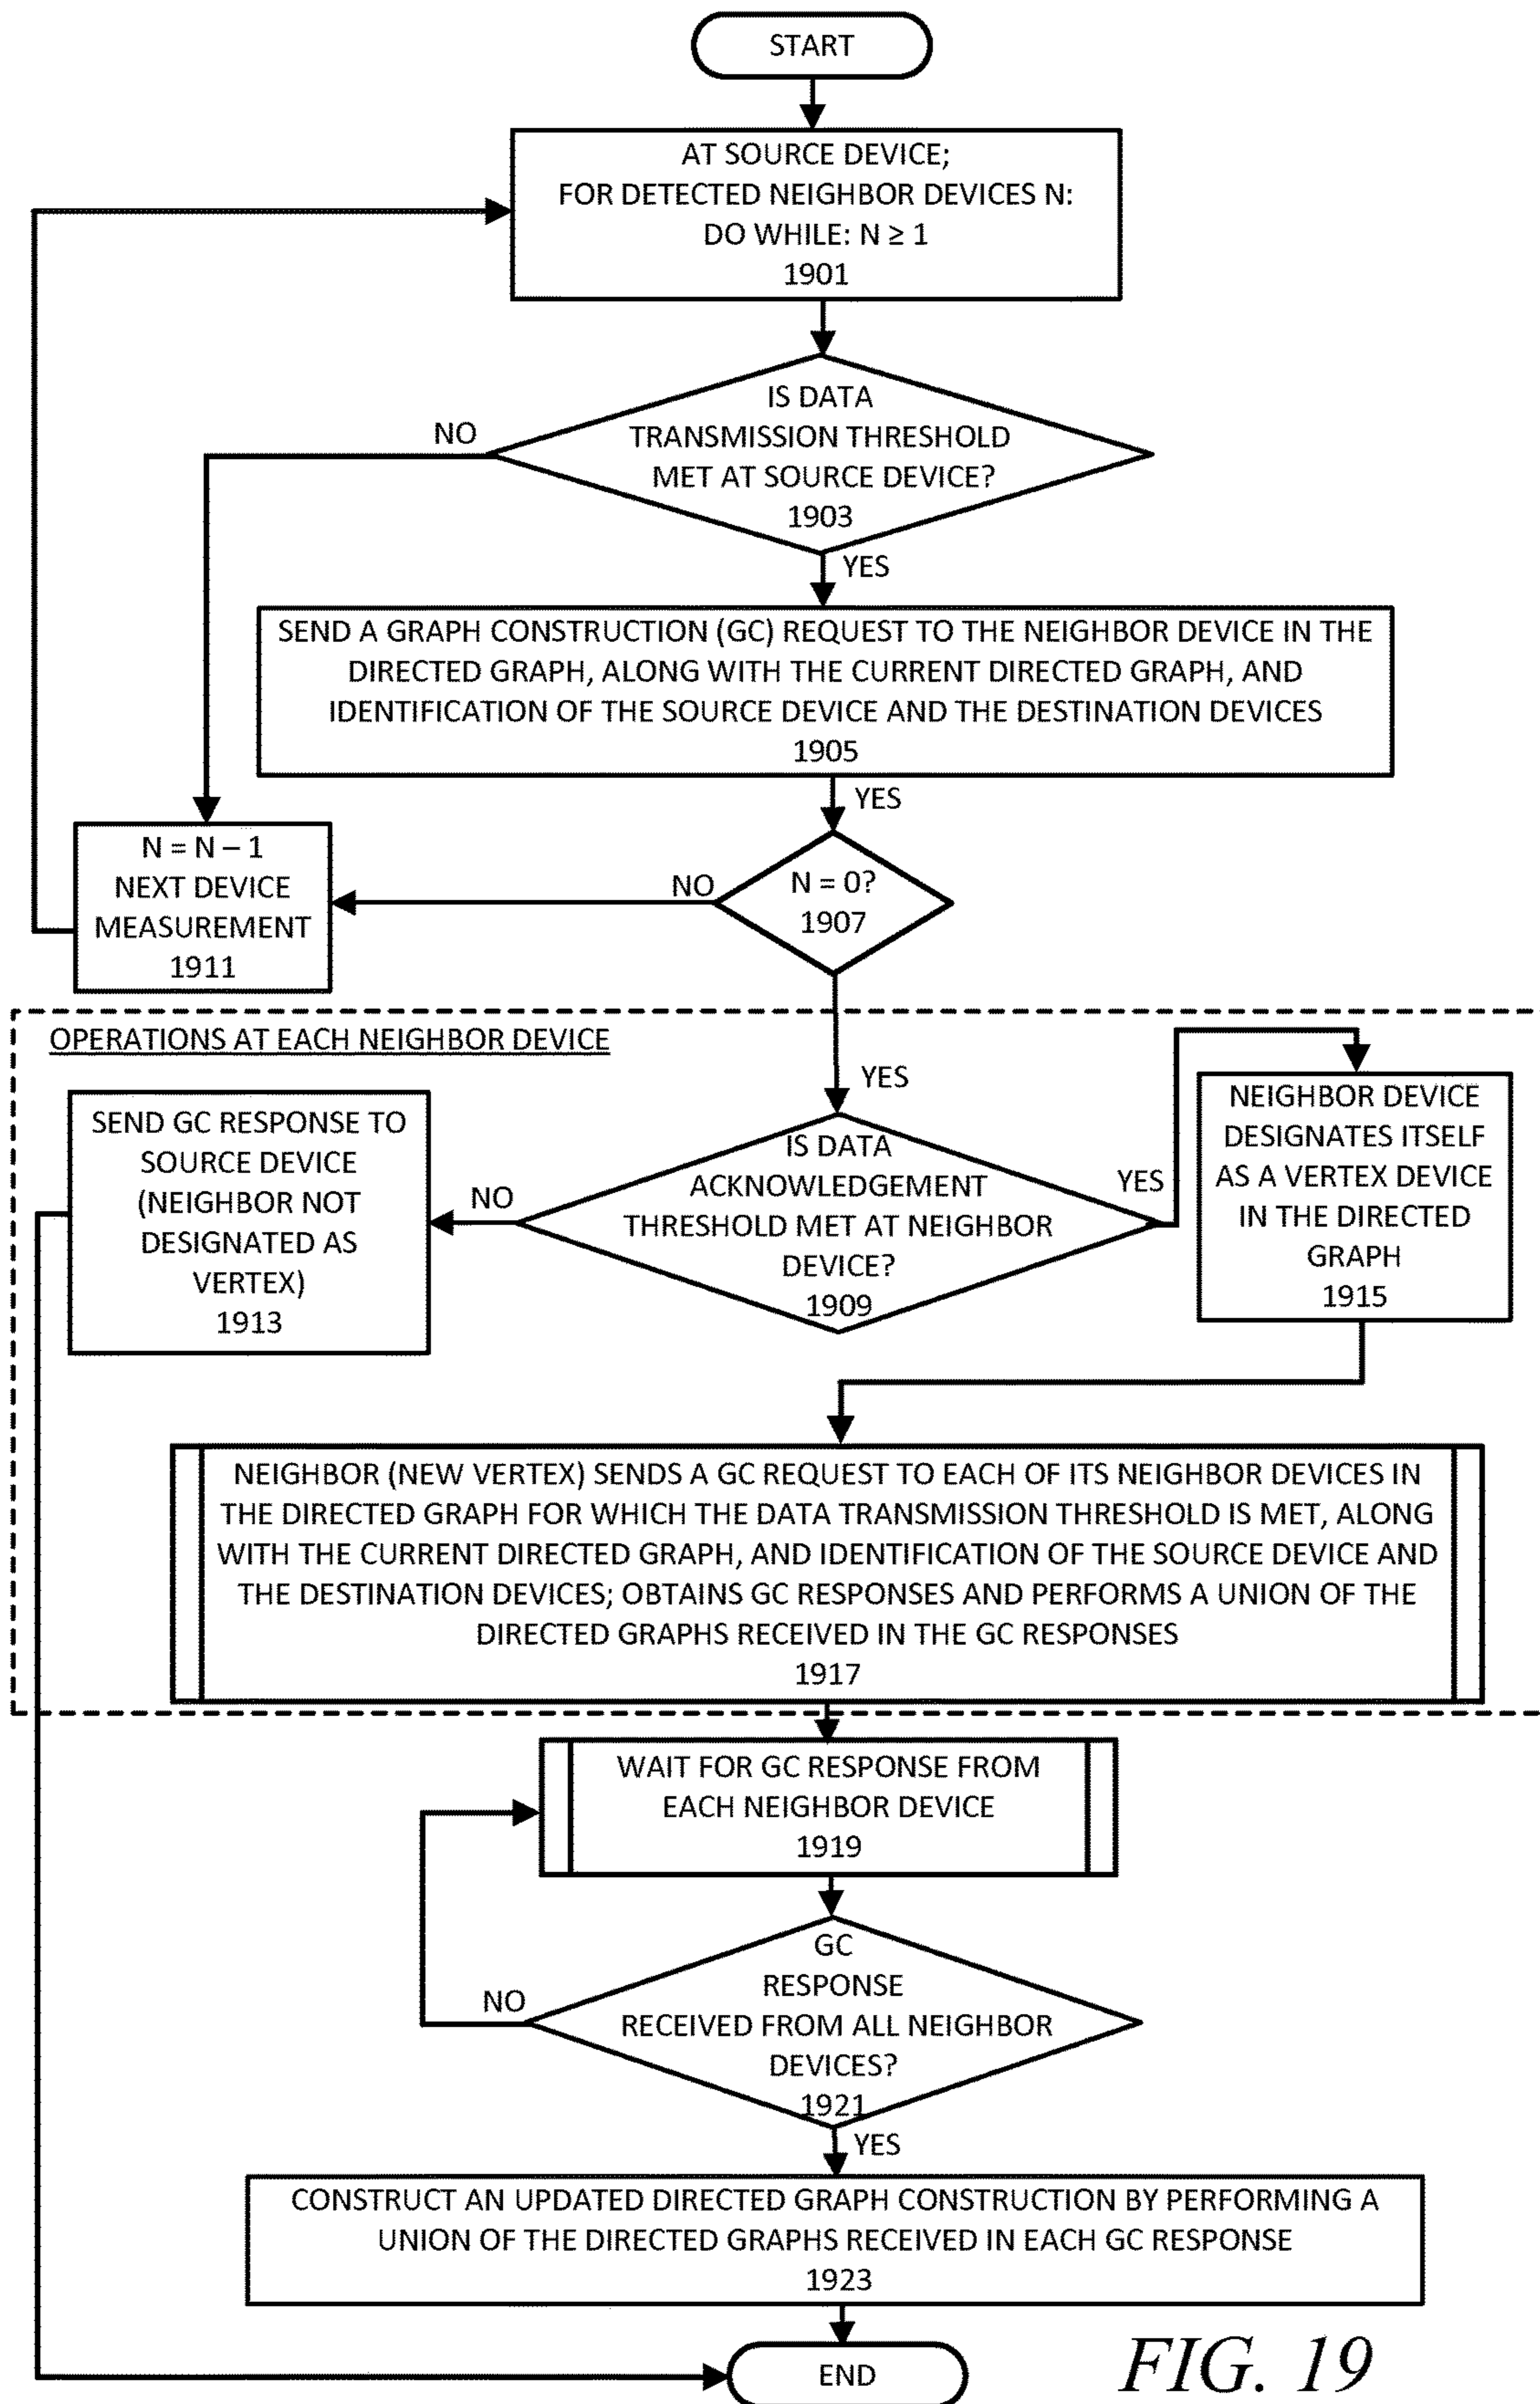 START
AT SOURCE DEVICE;
FOR DETECTED NEIGHBOR DEVICES N:
DO WHILE: N ≥ 1
1901
IS DATA
TRANSMISSION THRESHOLD
MET AT SOURCE DEVICE?
1903
NO
YES
SEND A GRAPH CONSTRUCTION (GC) REQUEST TO THE NEIGHBOR DEVICE IN THE
DIRECTED GRAPH, ALONG WITH THE CURRENT DIRECTED GRAPH, AND
IDENTIFICATION OF THE SOURCE DEVICE AND THE DESTINATION DEVICES
1905
YES
N = 0?
1907
NO
N = N – 1
NEXT DEVICE
MEASUREMENT
1911
OPERATIONS AT EACH NEIGHBOR DEVICE
YES
IS DATA
ACKNOWLEDGEMENT
THRESHOLD MET AT NEIGHBOR
DEVICE?
1909
NO
SEND GC RESPONSE TO
SOURCE DEVICE
(NEIGHBOR NOT
DESIGNATED AS
VERTEX)
1913
YES
NEIGHBOR DEVICE
DESIGNATES ITSELF
AS A VERTEX DEVICE
IN THE DIRECTED
GRAPH
1915
NEIGHBOR (NEW VERTEX) SENDS A GC REQUEST TO EACH OF ITS NEIGHBOR DEVICES IN
THE DIRECTED GRAPH FOR WHICH THE DATA TRANSMISSION THRESHOLD IS MET, ALONG
WITH THE CURRENT DIRECTED GRAPH, AND IDENTIFICATION OF THE SOURCE DEVICE AND
THE DESTINATION DEVICES; OBTAINS GC RESPONSES AND PERFORMS A UNION OF THE
DIRECTED GRAPHS RECEIVED IN THE GC RESPONSES
1917
WAIT FOR GC RESPONSE FROM
EACH NEIGHBOR DEVICE
1919
GC
RESPONSE
RECEIVED FROM ALL NEIGHBOR
DEVICES?
1921
NO
YES
CONSTRUCT AN UPDATED DIRECTED GRAPH CONSTRUCTION BY PERFORMING A
UNION OF THE DIRECTED GRAPHS RECEIVED IN EACH GC RESPONSE
1923
END
FIG. 19